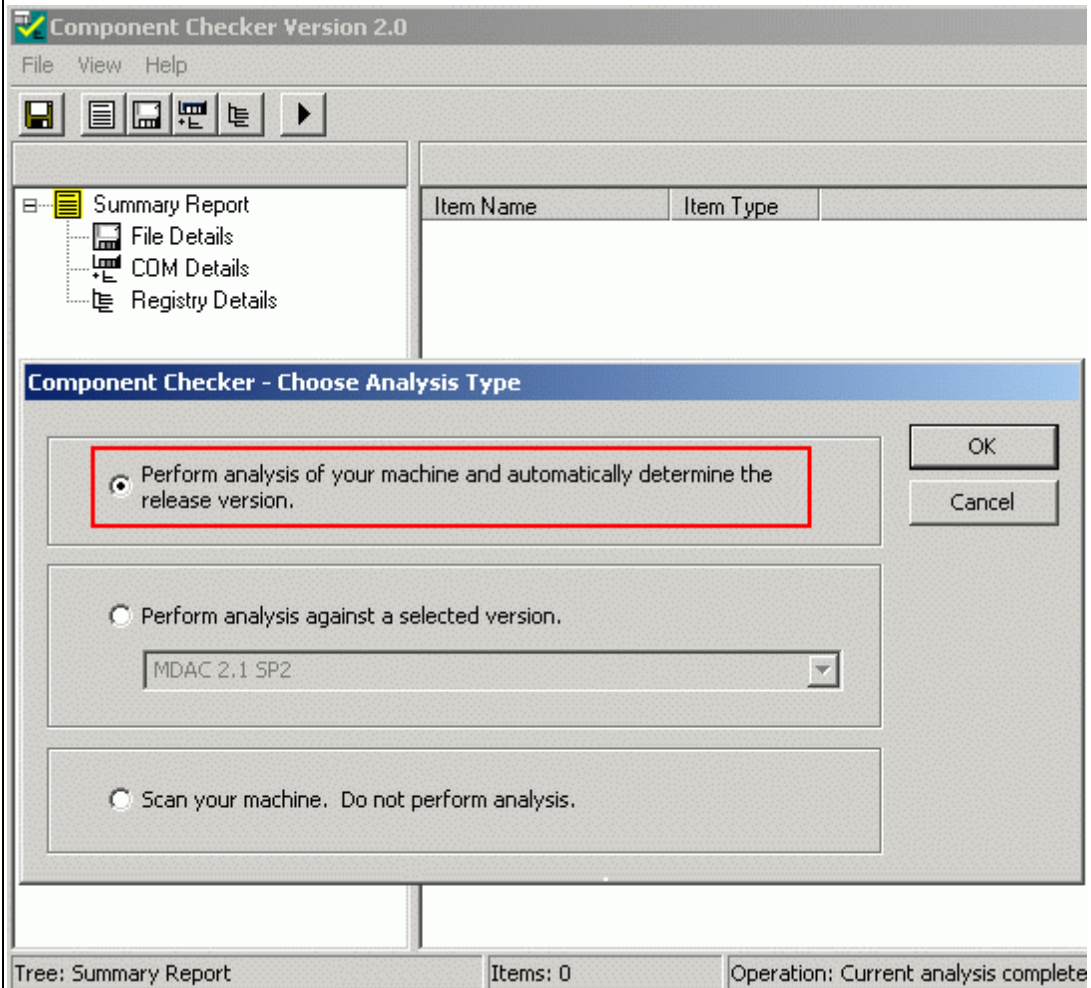 Component Checker Version 2.0
File View Help
Summary Report
File Details
COM Details
Registry Details
Item Name Item Type
Component Checker - Choose Analysis Type
Perform analysis of your machine and automatically determine the
release version.
OK
Cancel
Perform analysis against a selected version.
MDAC 2.1 SP2
Scan your machine. Do not perform analysis.
Tree: Summary Report Items: 0 Operation: Current analysis complete